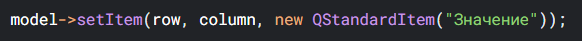 model->setItem(row, column, new QStandardItem("Значение"));